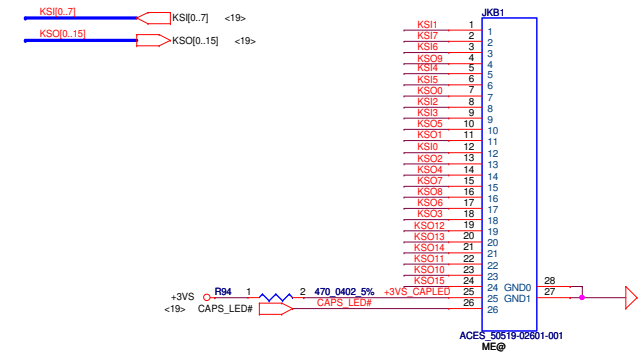 KSI[0..7] KSI[0..7] <19>
KSO[0..15] KSO[0..15] <19>
JKB1
KSI1 1 1
KSI7 2 2
KSI6 3 3
KSO9 4 4
KSI4 5 5
KSI5 6 6
KSO0 7 7
KSI2 8 8
KSI3 9 9
KSO5 10 10
KSO1 11 11
KSI0 12 12
KSO2 13 13
KSO4 14 14
KSO7 15 15
KSO8 16 16
KSO6 17 17
KSO3 18 18
KSO12 19 19
KSO13 20 20
KSO14 21 21
KSO11 22 22
KSO10 23 23
KSO15 24 24 GND0 28
+3VS R94 1 2 470_0402_5% +3VS_CAPLED 25 25 GND1 27
<19> CAPS_LED# CAPS_LED# 26 26
ACES_50519-02601-001
ME@